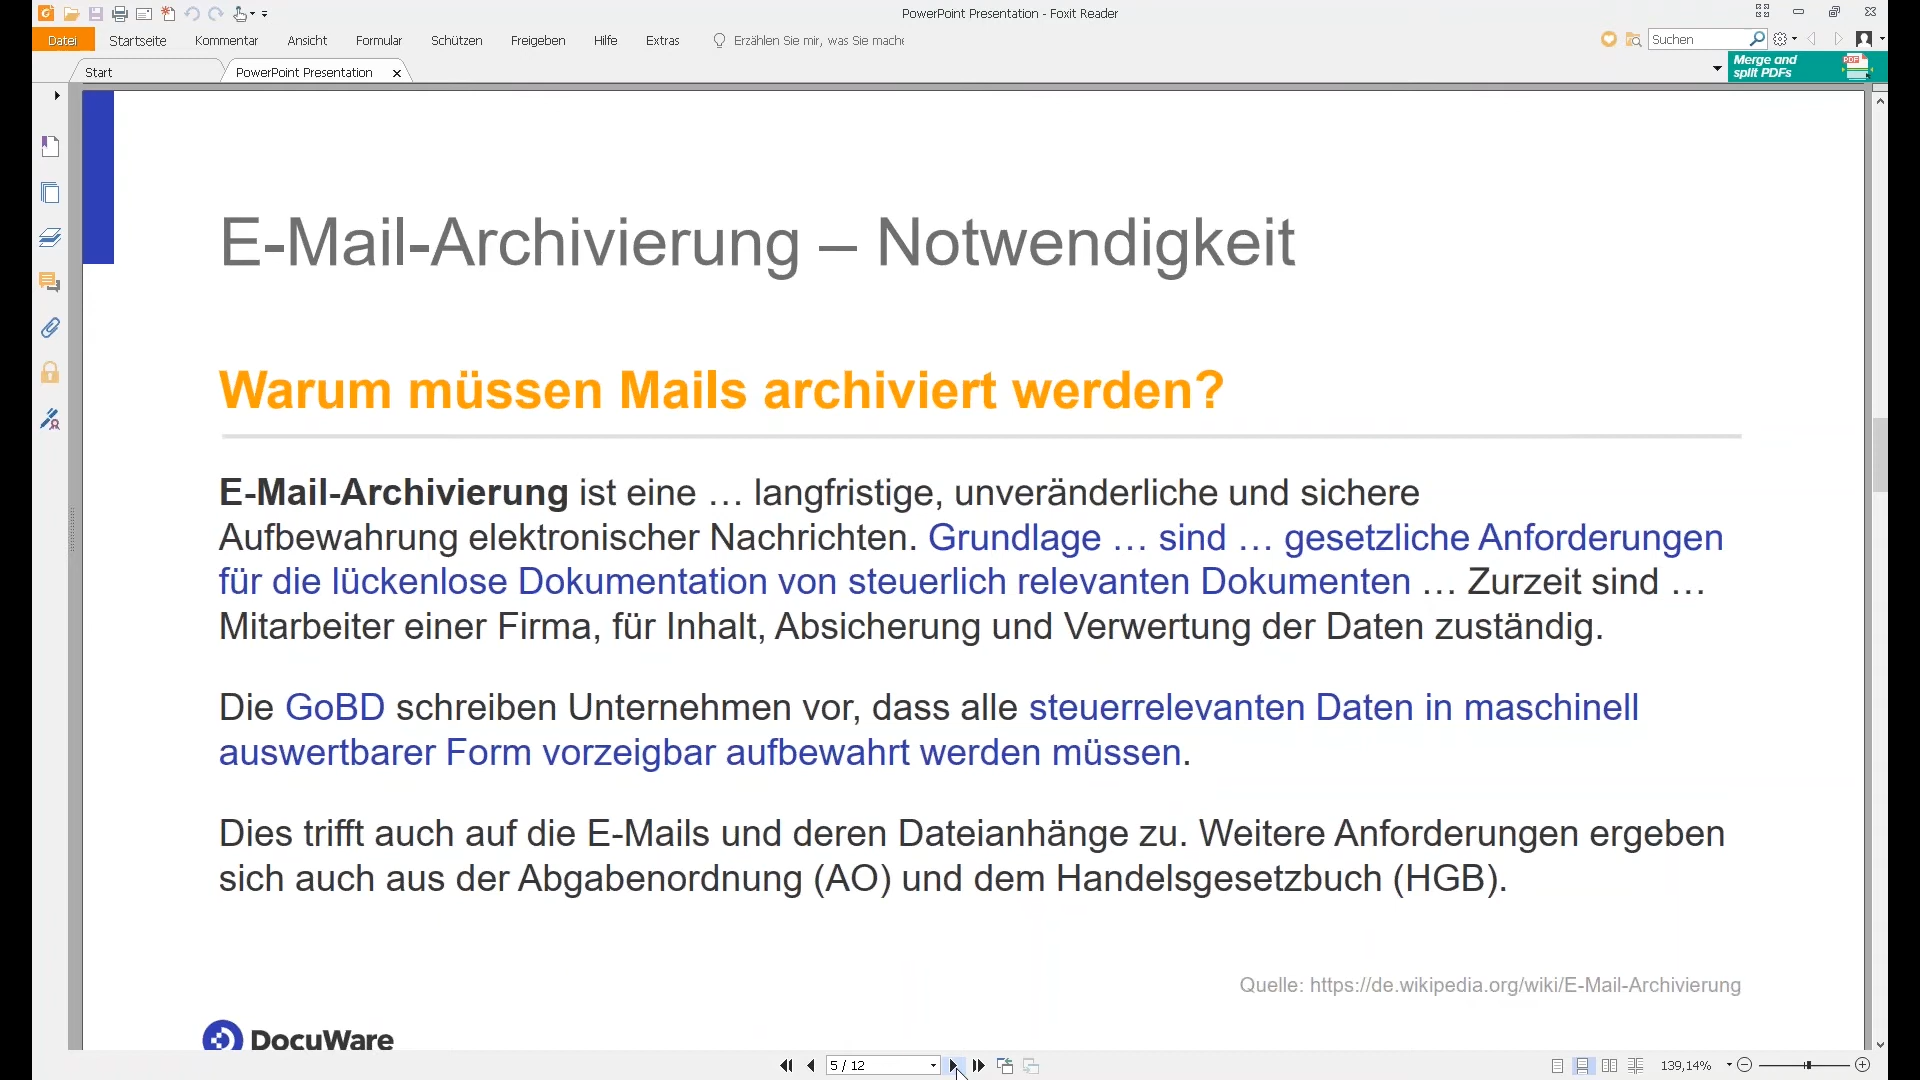 PowerPoint Presentation - Foxit Reader
Datei Startseite Kommentar Ansicht Formular Schützen Freigeben Hilfe Extras Erzählen Sie mir, was Sie mache Suchen
Start PowerPoint Presentation
Merge and
split PDFs
PDF
E-Mail-Archivierung – Notwendigkeit
Warum müssen Mails archiviert werden?
E-Mail-Archivierung ist eine … langfristige, unveränderliche und sichere
Aufbewahrung elektronischer Nachrichten. Grundlage … sind … gesetzliche Anforderungen
für die lückenlose Dokumentation von steuerlich relevanten Dokumenten … Zurzeit sind …
Mitarbeiter einer Firma, für Inhalt, Absicherung und Verwertung der Daten zuständig.
Die GoBD schreiben Unternehmen vor, dass alle steuerrelevanten Daten in maschinell
auswertbarer Form vorzeigbar aufbewahrt werden müssen.
Dies trifft auch auf die E-Mails und deren Dateianhänge zu. Weitere Anforderungen ergeben
sich auch aus der Abgabenordnung (AO) und dem Handelsgesetzbuch (HGB).
Quelle: https://de.wikipedia.org/wiki/E-Mail-Archivierung
DocuWare
5 / 12
139,14%